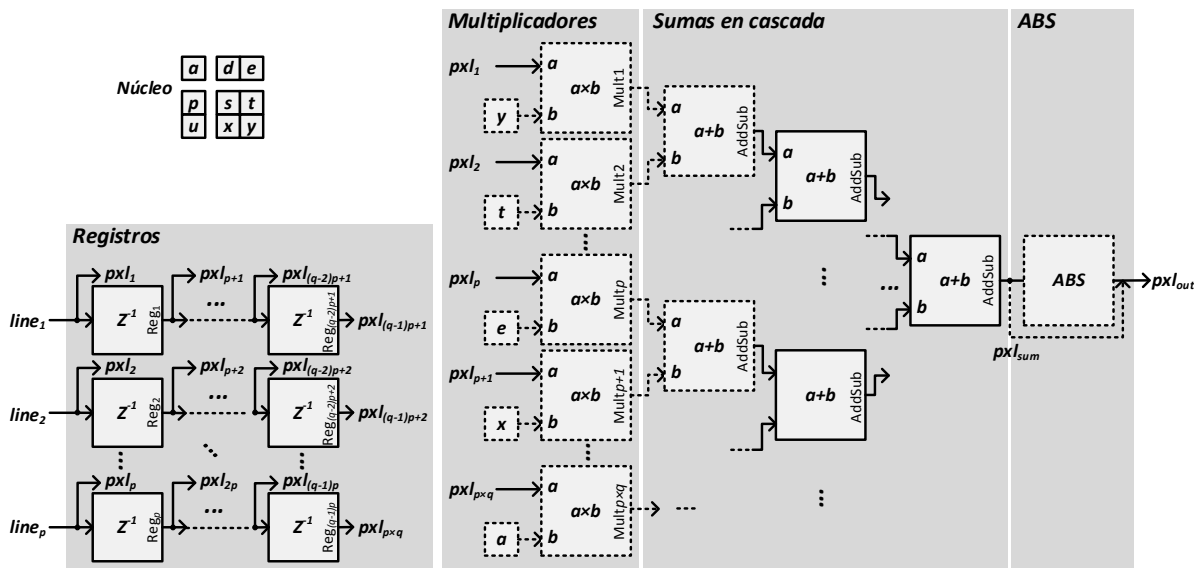 Núcleo
a d e
p s t
u x y
Registros
pxl1 pxlp+1 ... pxl(q-2)p+1
line1 Z-1 Reg1 Z-1 Reg(q-2)p+1 pxl(q-1)p+1
pxl2 pxlp+2 ... pxl(q-2)p+2
line2 Z-1 Reg2 Z-1 Reg(q-2)p+2 pxl(q-1)p+2
pxlp pxl2p ... pxl(q-1)p
linep Z-1 Regp Z-1 Reg(q-1)p pxlp×q
Multiplicadores
pxl1 a
a×b Mult1
y b
pxl2 a
a×b Mult2
t b
pxlp a
a×b Multp
e b
pxlp+1 a
a×b Multp+1
x b
pxlp×q a
a×b Multp×q
a b
Sumas en cascada
a
a+b AddSub
b
a
a+b AddSub
b
a
a+b AddSub
b
a+b AddSub
a
b
a
a+b AddSub
b
ABS
ABS
pxlout
pxlsum